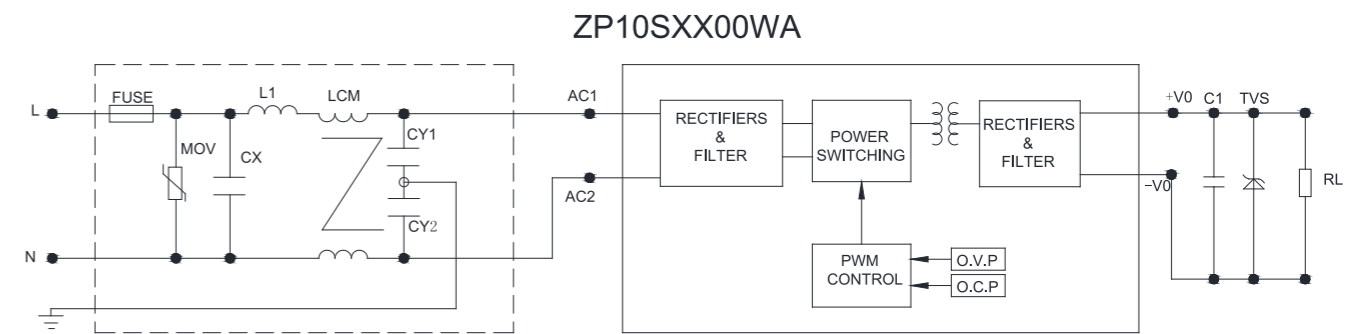 ZP10SXX00WA
L
FUSE
L1
LCM
MOV
CX
CY1
CY2
N
AC1
AC2
RECTIFIERS
&
FILTER
POWER
SWITCHING
RECTIFIERS
&
FILTER
PWM
CONTROL
O.V.P
O.C.P
+V0
C1
TVS
−V0
RL